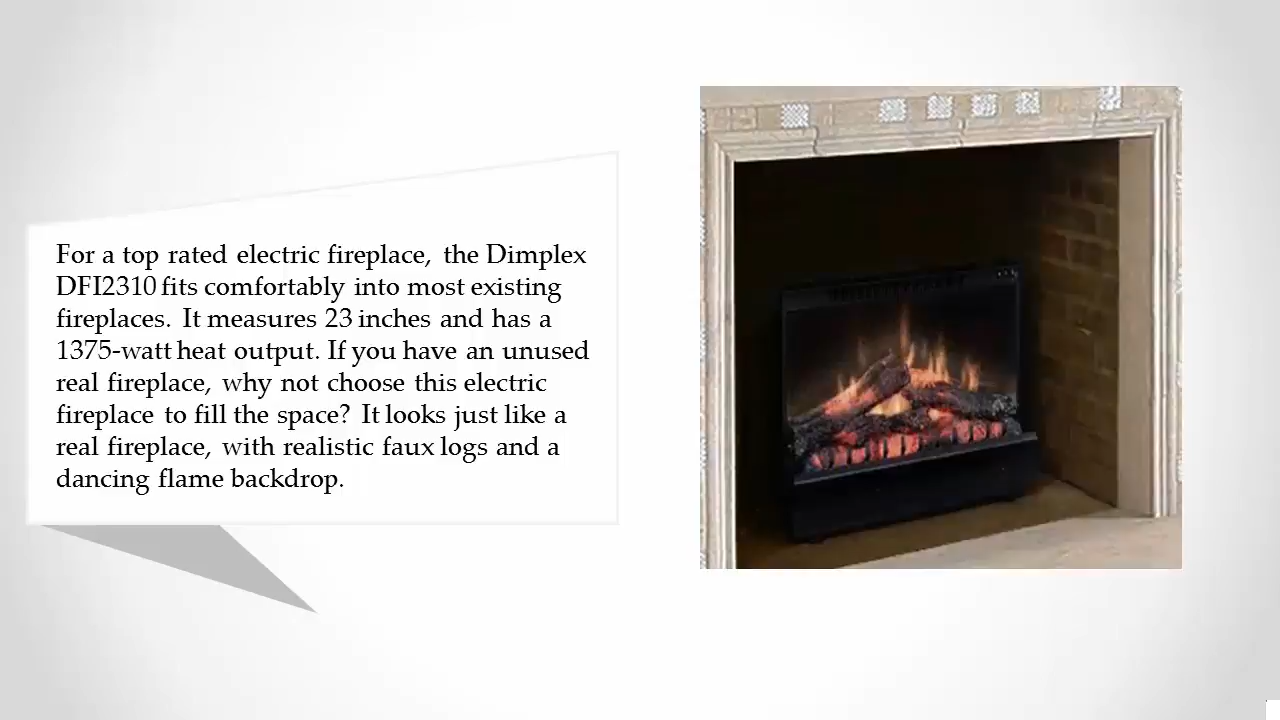 For a top rated electric fireplace, the Dimplex
DFI2310 fits comfortably into most existing
fireplaces. It measures 23 inches and has a
1375-watt heat output. If you have an unused
real fireplace, why not choose this electric
fireplace to fill the space? It looks just like a
real fireplace, with realistic faux logs and a
dancing flame backdrop.